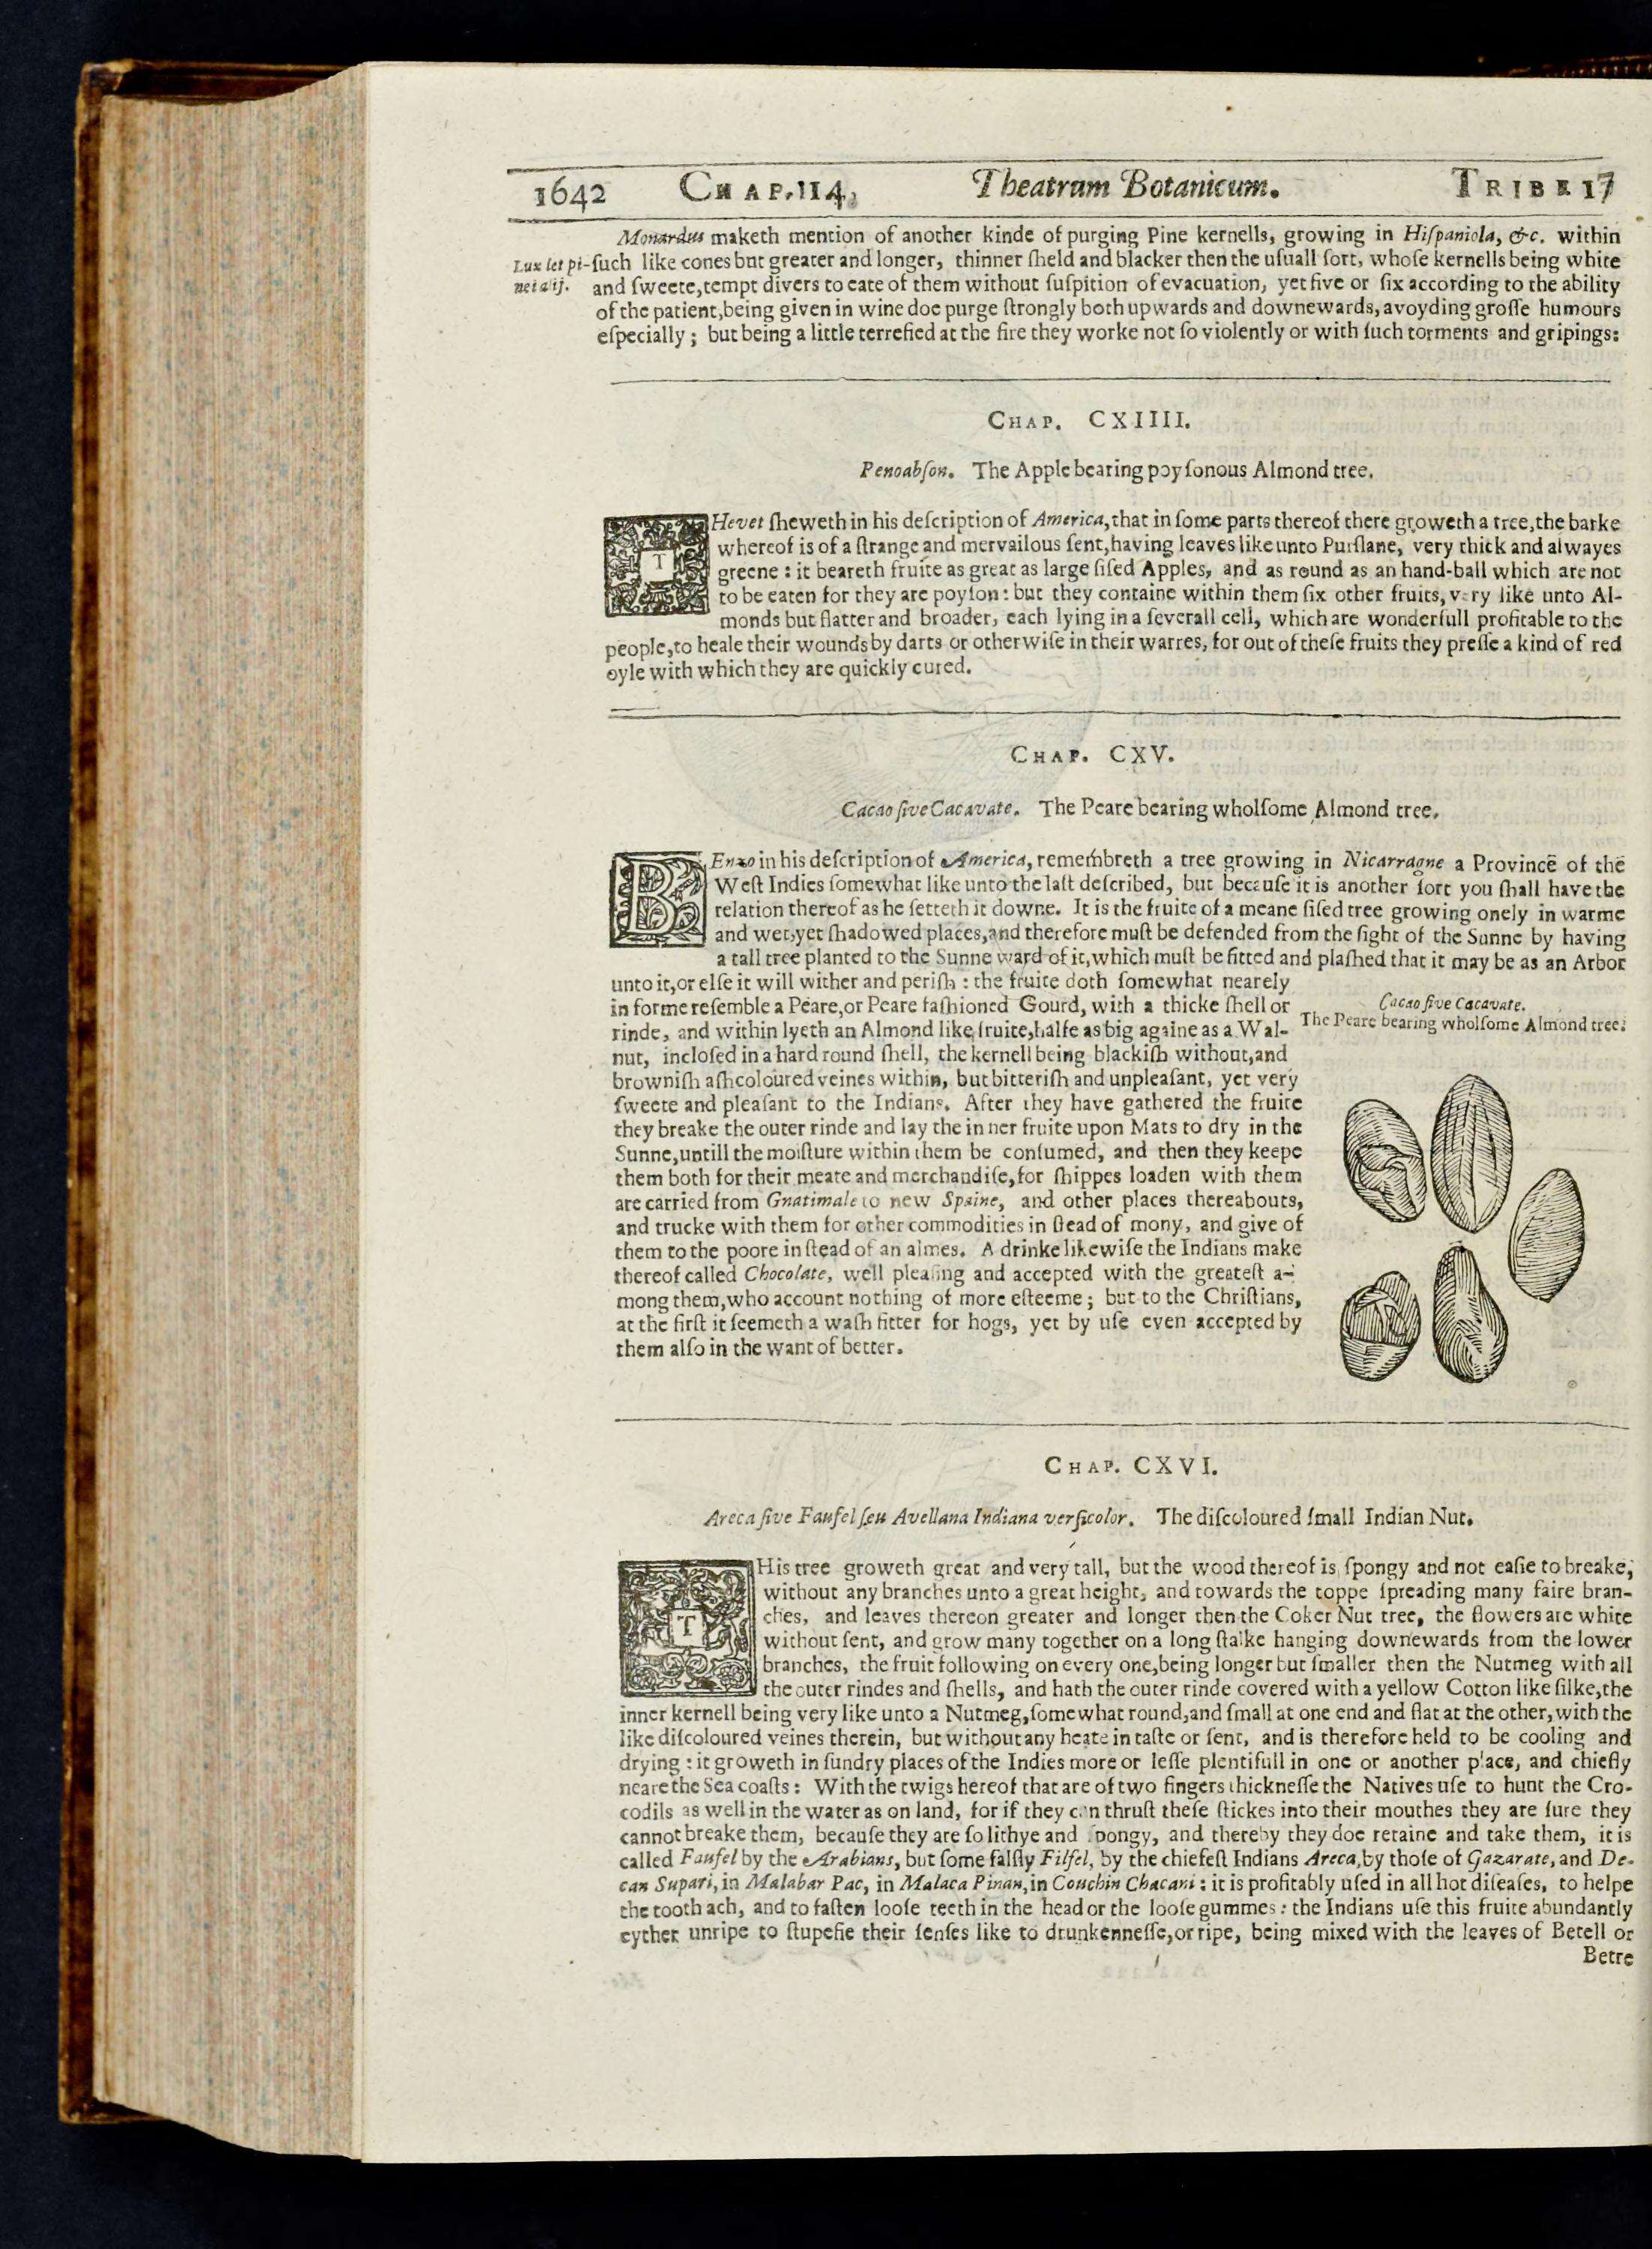 1642 CHAP. 114, Theatrum Botanicum. TRIBE 17
Monardus maketh mention of another kinde of purging Pine kernells, growing in Hiſpaniola, &c. within
Lux let pi-
nei a ij.
ſuch like cones but greater and longer, thinner ſheld and blacker then the uſuall ſort, whoſe kernells being white
and ſweete, tempt divers to eate of them without ſuſpition of evacuation, yet five or ſix according to the ability
of the patient, being given in wine doe purge ſtrongly both upwards and downewards, avoyding groſſe humours
eſpecially; but being a little terrefied at the fire they worke not ſo violently or with ſuch torments and gripings:
CHAP. CXIIII.
Penoabſon. The Apple bearing poyſonous Almond tree.
THevet ſheweth in his deſcription of America, that in ſome parts thereof there groweth a tree, the barke
whereof is of a ſtrange and mervailous ſent, having leaves like unto Purſlane, very thick and alwayes
greene: it beareth fruite as great as large ſiſed Apples, and as round as an hand-ball which are not
to be eaten for they are poyſon: but they containe within them ſix other fruits, very like unto Al-
monds but flatter and broader, each lying in a ſeverall cell, which are wonderfull profitable to the
people, to heale their wounds by darts or otherwiſe in their warres, for out of theſe fruits they preſſe a kind of red
oyle with which they are quickly cured.
CHAP. CXV.
Cacao ſive Cacavate. The Peare bearing wholſome Almond tree.
BEnzo in his deſcription of America, remembreth a tree growing in Nicarragne a Province of the
Weſt Indies ſomewhat like unto the laſt deſcribed, but becauſe it is another ſort you ſhall have the
relation thereof as he ſetteth it downe. It is the fruite of a meane ſiſed tree growing onely in warme
and wet, yet ſhadowed places, and therefore muſt be defended from the ſight of the Sunne by having
a tall tree planted to the Sunne ward of it, which muſt be fitted and plaſhed that it may be as an Arbor
unto it, or elſe it will wither and periſh: the fruite doth ſomewhat nearely
in forme reſemble a Peare, or Peare faſhioned Gourd, with a thicke ſhell or
rinde, and within lyeth an Almond like fruite, halfe as big againe as a Wal-
nut, incloſed in a hard round ſhell, the kernell being blackiſh without, and
browniſh aſhcoloured veines within, but bitteriſh and unpleaſant, yet very
ſweete and pleaſant to the Indians. After they have gathered the fruite
they breake the outer rinde and lay the inner fruite upon Mats to dry in the
Sunne, untill the moiſture within them be conſumed, and then they keepe
them both for their meate and merchandiſe, for ſhippes loaden with them
are carried from Gnatimale to new Spaine, and other places thereabouts,
and trucke with them for other commodities in ſtead of mony, and give of
them to the poore in ſtead of an almes. A drinke likewiſe the Indians make
thereof called Chocolate, well pleaſing and accepted with the greateſt a-
mong them, who account nothing of more eſteeme; but to the Chriſtians,
at the firſt it ſeemeth a waſh fitter for hogs, yet by uſe even accepted by
them alſo in the want of better.
Cacao ſive Cacavate.
The Peare bearing wholſome Almond tree.
CHAP. CXVI.
Areca ſive Faufel ſeu Avellana Indiana verſicolor. The diſcoloured ſmall Indian Nut.
THis tree groweth great and very tall, but the wood thereof is ſpongy and not eaſie to breake,
without any branches unto a great height, and towards the toppe ſpreading many faire bran-
ches, and leaves thereon greater and longer then the Coker Nut tree, the flowers are white
without ſent, and grow many together on a long ſtalke hanging downewards from the lower
branches, the fruit following on every one, being longer but ſmaller then the Nutmeg with all
the outer rindes and ſhells, and hath the outer rinde covered with a yellow Cotton like ſilke, the
inner kernell being very like unto a Nutmeg, ſomewhat round, and ſmall at one end and flat at the other, with the
like diſcoloured veines therein, but without any heate in taſte or ſent, and is therefore held to be cooling and
drying: it groweth in ſundry places of the Indies more or leſſe plentifull in one or another place, and chiefly
neare the Sea coaſts: With the twigs hereof that are of two fingers thickneſſe the Natives uſe to hunt the Cro-
codils as well in the water as on land, for if they can thruſt theſe ſtickes into their mouthes they are ſure they
cannot breake them, becauſe they are ſo lithye and ſpongy, and thereby they doe retaine and take them, it is
called Faufel by the Arabians, but ſome falſly Filfel, by the chiefeſt Indians Areca, by thoſe of Gazarate, and De-
can Supari, in Malabar Pac, in Malaca Pinan, in Couchin Chacani: it is profitably uſed in all hot diſeaſes, to helpe
the tooth ach, and to faſten looſe teeth in the head or the looſe gummes: the Indians uſe this fruite abundantly
eyther unripe to ſtupefie their ſenſes like to drunkenneſſe, or ripe, being mixed with the leaves of Betell or
Betre